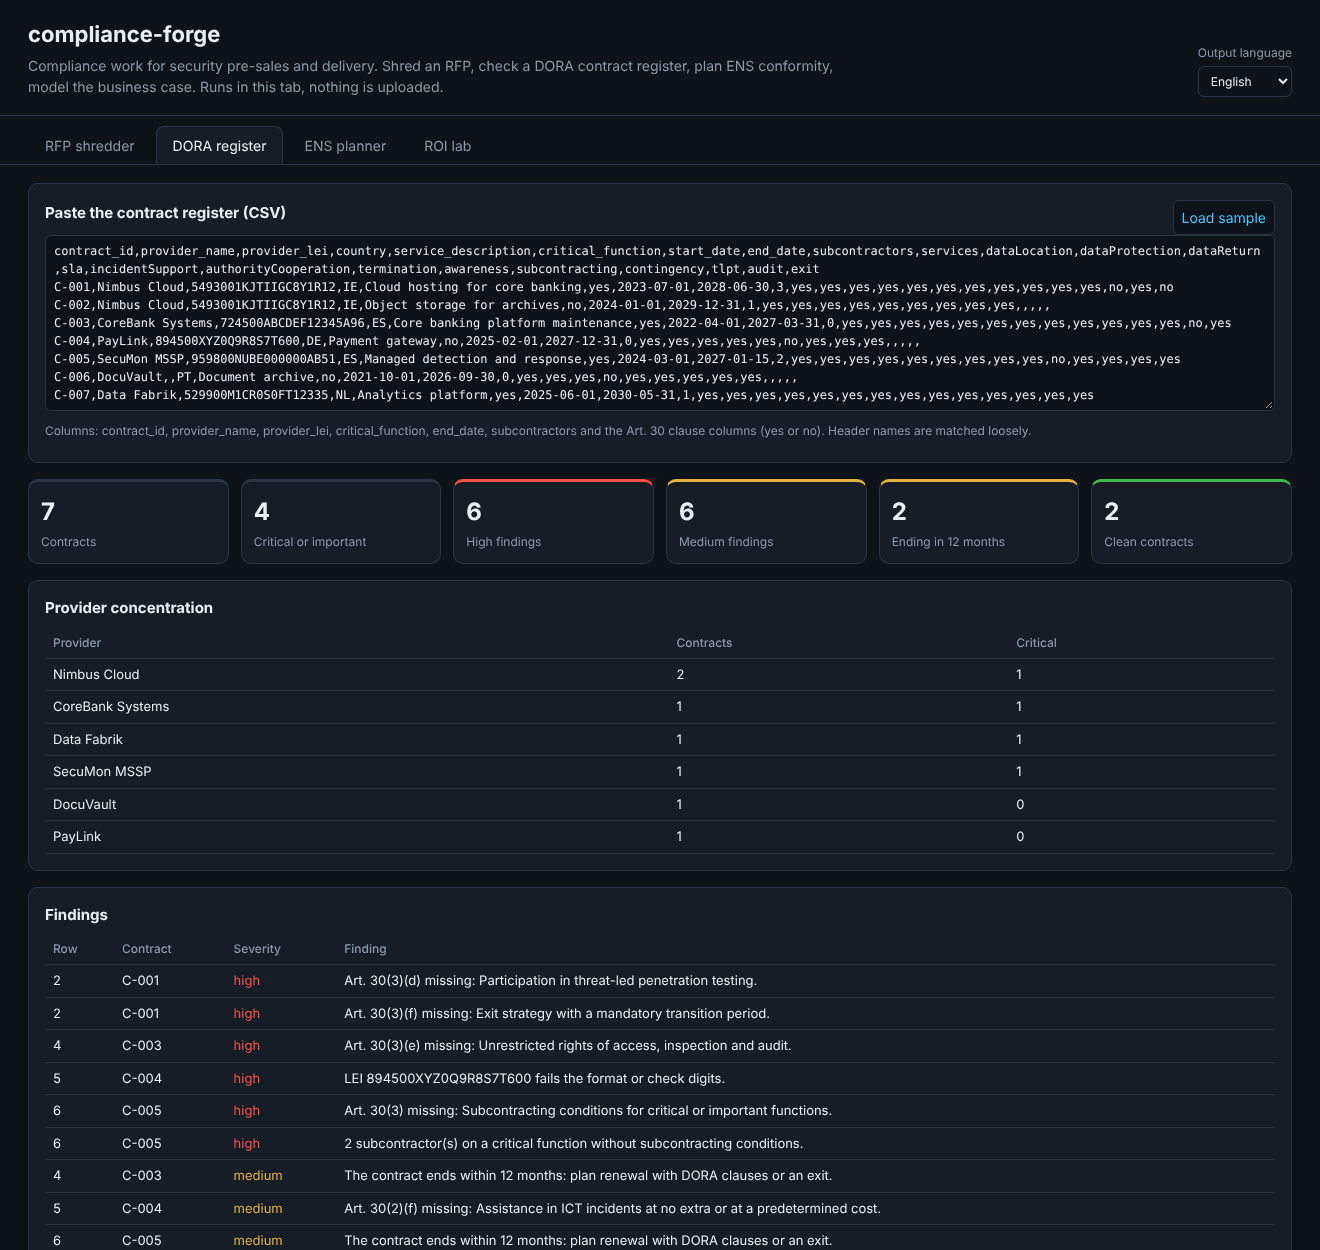 compliance-forge
Compliance work for security pre-sales and delivery. Shred an RFP, check a DORA contract register, plan ENS conformity,
model the business case. Runs in this tab, nothing is uploaded.
Output language
English
RFP shredder DORA register ENS planner ROI lab
Paste the contract register (CSV)
Load sample
contract_id,provider_name,provider_lei,country,service_description,critical_function,start_date,end_date,subcontractors,services,dataLocation,dataProtection,dataReturn
,sla,incidentSupport,authorityCooperation,termination,awareness,subcontracting,contingency,tlpt,audit,exit
C-001,Nimbus Cloud,5493001KJTIIGC8Y1R12,IE,Cloud hosting for core banking,yes,2023-07-01,2028-06-30,3,yes,yes,yes,yes,yes,yes,yes,yes,yes,yes,yes,no,yes,no
C-002,Nimbus Cloud,5493001KJTIIGC8Y1R12,IE,Object storage for archives,no,2024-01-01,2029-12-31,1,yes,yes,yes,yes,yes,yes,yes,yes,yes,,,,,
C-003,CoreBank Systems,724500ABCDEF12345A96,ES,Core banking platform maintenance,yes,2022-04-01,2027-03-31,0,yes,yes,yes,yes,yes,yes,yes,yes,yes,yes,yes,yes,no,yes
C-004,PayLink,894500XYZ0Q9R8S7T600,DE,Payment gateway,no,2025-02-01,2027-12-31,0,yes,yes,yes,yes,yes,no,yes,yes,yes,,,,,
C-005,SecuMon MSSP,959800NUBE000000AB51,ES,Managed detection and response,yes,2024-03-01,2027-01-15,2,yes,yes,yes,yes,yes,yes,yes,yes,yes,no,yes,yes,yes,yes
C-006,DocuVault,,PT,Document archive,no,2021-10-01,2026-09-30,0,yes,yes,yes,no,yes,yes,yes,yes,yes,,,,,
C-007,Data Fabrik,529900M1CR0S0FT12335,NL,Analytics platform,yes,2025-06-01,2030-05-31,1,yes,yes,yes,yes,yes,yes,yes,yes,yes,yes,yes,yes,yes,yes
Columns: contract_id, provider_name, provider_lei, critical_function, end_date, subcontractors and the Art. 30 clause columns (yes or no). Header names are matched loosely.
7 4 6 6 2 2
Contracts Critical or important High findings Medium findings Ending in 12 months Clean contracts
Provider concentration
Provider Contracts Critical
Nimbus Cloud 2 1
CoreBank Systems 1 1
Data Fabrik 1 1
SecuMon MSSP 1 1
DocuVault 1 0
PayLink 1 0
Findings
Row Contract Severity Finding
2 C-001 high Art. 30(3)(d) missing: Participation in threat-led penetration testing.
2 C-001 high Art. 30(3)(f) missing: Exit strategy with a mandatory transition period.
4 C-003 high Art. 30(3)(e) missing: Unrestricted rights of access, inspection and audit.
5 C-004 high LEI 894500XYZ0Q9R8S7T600 fails the format or check digits.
6 C-005 high Art. 30(3) missing: Subcontracting conditions for critical or important functions.
6 C-005 high 2 subcontractor(s) on a critical function without subcontracting conditions.
4 C-003 medium The contract ends within 12 months: plan renewal with DORA clauses or an exit.
5 C-004 medium Art. 30(2)(f) missing: Assistance in ICT incidents at no extra or at a predetermined cost.
6 C-005 medium The contract ends within 12 months: plan renewal with DORA clauses or an exit.